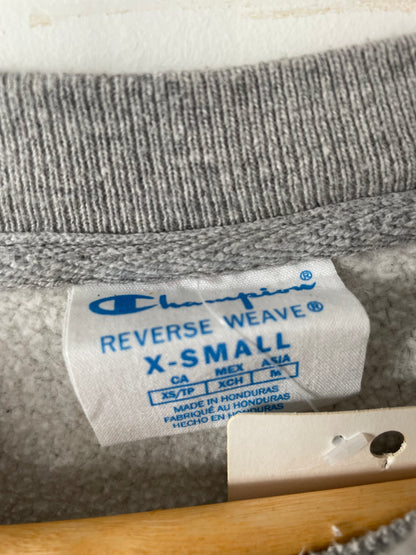 Champion®
REVERSE WEAVE®
X-SMALL
CA MEX ASIA
XS/TP XCH M
MADE IN HONDURAS
FABRIQUÉ AU HONDURAS
HECHO EN HONDURAS